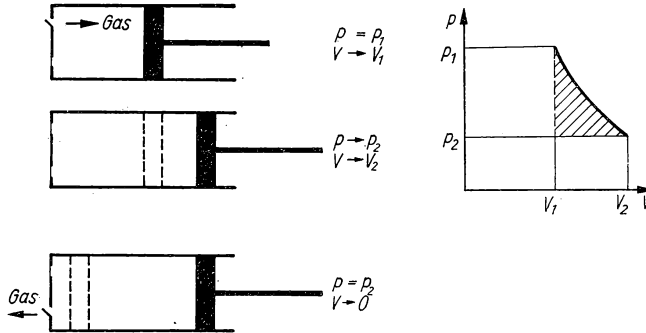 Gas
p = p₁
V → V₁
p → p₂
V → V₂
Gas
p = p₂
V → 0
p
p₁
p₂
V₁
V₂
V